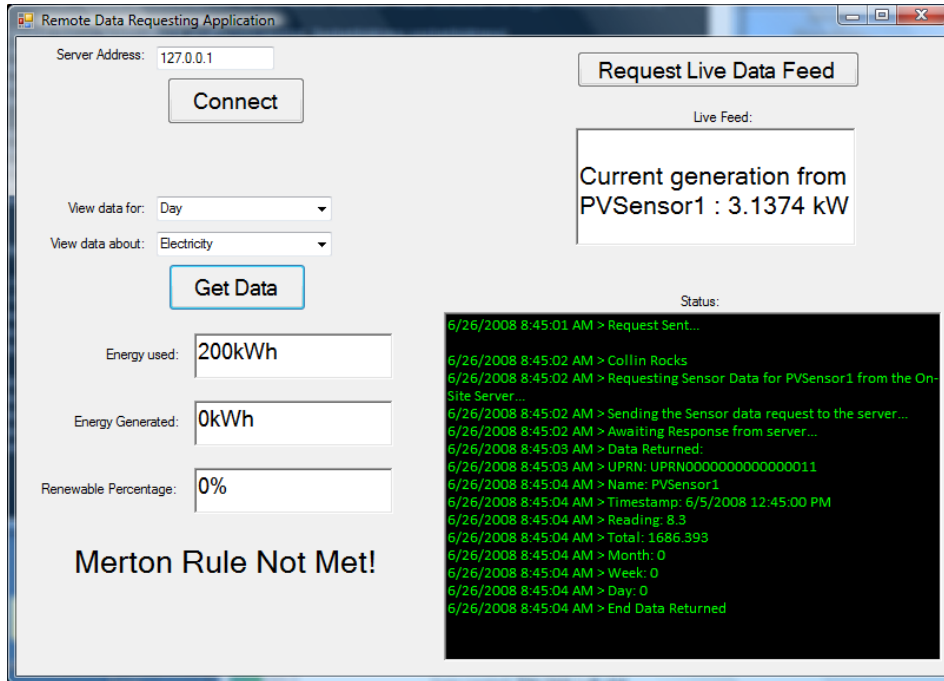 Remote Data Requesting Application
Server Address: 127.0.0.1
Connect
View data for: Day
View data about: Electricity
Get Data
Energy used: 200kWh
Energy Generated: 0kWh
Renewable Percentage: 0%
Merton Rule Not Met!
Request Live Data Feed
Live Feed:
Current generation from
PVSensor1 : 3.1374 kW
Status:
6/26/2008 8:45:01 AM > Request Sent...
6/26/2008 8:45:02 AM > Collin Rocks
6/26/2008 8:45:02 AM > Requesting Sensor Data for PVSensor1 from the On-
Site Server...
6/26/2008 8:45:02 AM > Sending the Sensor data request to the server...
6/26/2008 8:45:02 AM > Awaiting Response from server...
6/26/2008 8:45:03 AM > Data Returned:
6/26/2008 8:45:03 AM > UPRN: UPRN0000000000000011
6/26/2008 8:45:04 AM > Name: PVSensor1
6/26/2008 8:45:04 AM > Timestamp: 6/5/2008 12:45:00 PM
6/26/2008 8:45:04 AM > Reading: 8.3
6/26/2008 8:45:04 AM > Total: 1686.393
6/26/2008 8:45:04 AM > Month: 0
6/26/2008 8:45:04 AM > Week: 0
6/26/2008 8:45:04 AM > Day: 0
6/26/2008 8:45:04 AM > End Data Returned